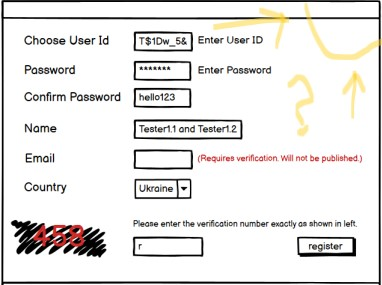 Choose User Id T$1Dw_5& Enter User ID
Password ******* Enter Password
Confirm Password hello123
Name Tester1.1 and Tester1.2
Email (Requires verification. Will not be published.)
Country Ukraine
?
Please enter the verification number exactly as shown in left.
458 r register